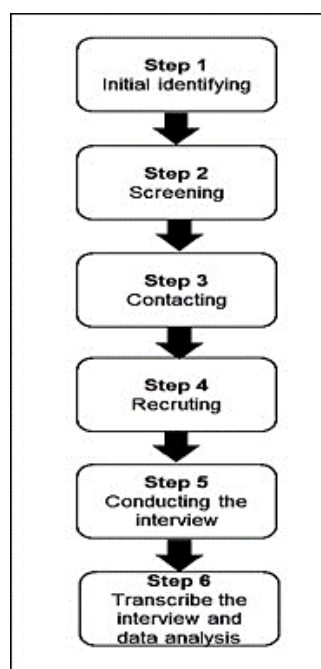 Step 1
Initial identifying
Step 2
Screening
Step 3
Contacting
Step 4
Recruting
Step 5
Conducting the
interview
Step 6
Transcribe the
interview and
data analysis